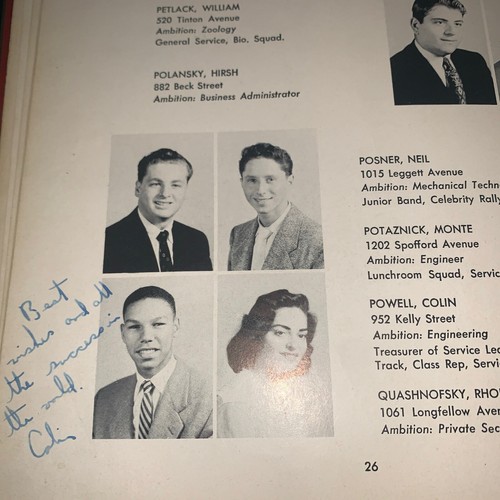 PETLACK, WILLIAM
520 Tinton Avenue
Ambition: Zoology
General Service, Bio. Squad.
POLANSKY, HIRSH
882 Beck Street
Ambition: Business Administrator
POSNER, NEIL
1015 Leggett Avenue
Ambition: Mechanical Techn
Junior Band, Celebrity Rally
POTAZNICK, MONTE
1202 Spofford Avenue
Ambition: Engineer
Lunchroom Squad, Servic
POWELL, COLIN
952 Kelly Street
Ambition: Engineering
Treasurer of Service Lea
Track, Class Rep, Servi
QUASHNOFSKY, RHO
1061 Longfellow Aven
Ambition: Private Sec
Best
wishes and all
the success in
the world.
Colin
26